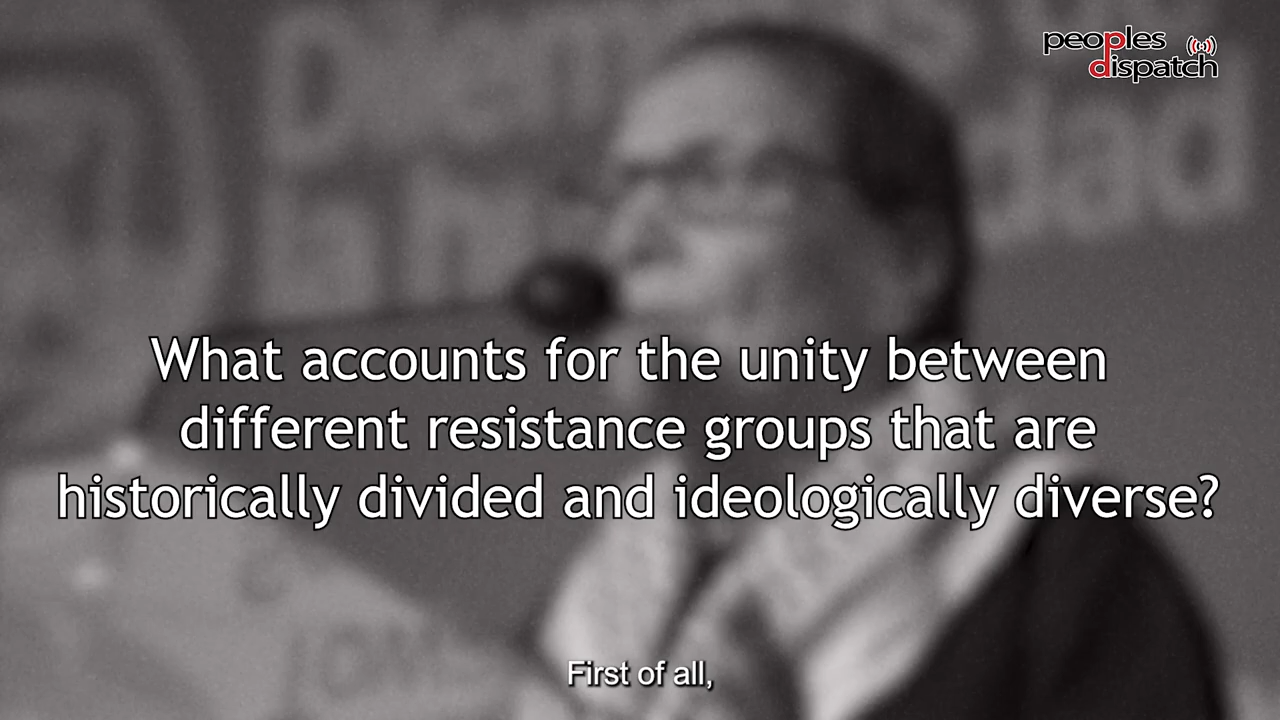 peoples
dispatch
What accounts for the unity between
different resistance groups that are
historically divided and ideologically diverse?
First of all,